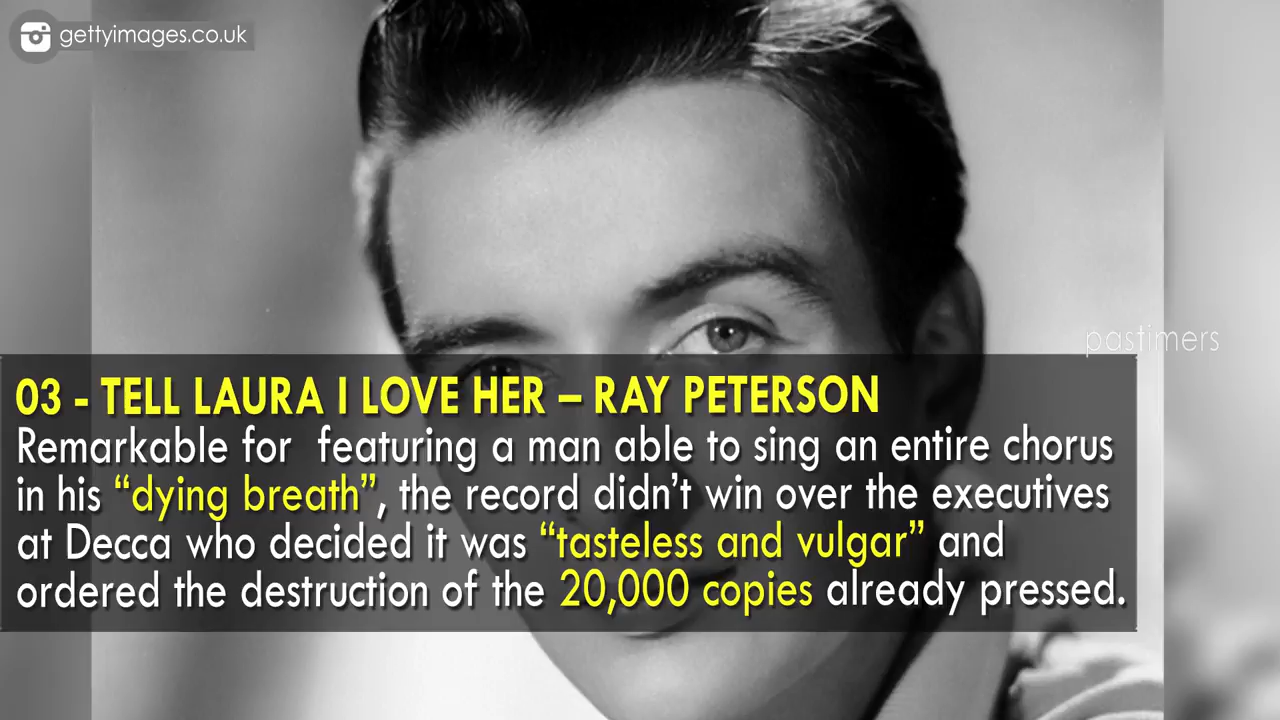 gettyimages.co.uk
pastimers
03 - TELL LAURA I LOVE HER – RAY PETERSON
Remarkable for  featuring a man able to sing an entire chorus
in his “dying breath”, the record didn’t win over the executives
at Decca who decided it was “tasteless and vulgar” and
ordered the destruction of the 20,000 copies already pressed.